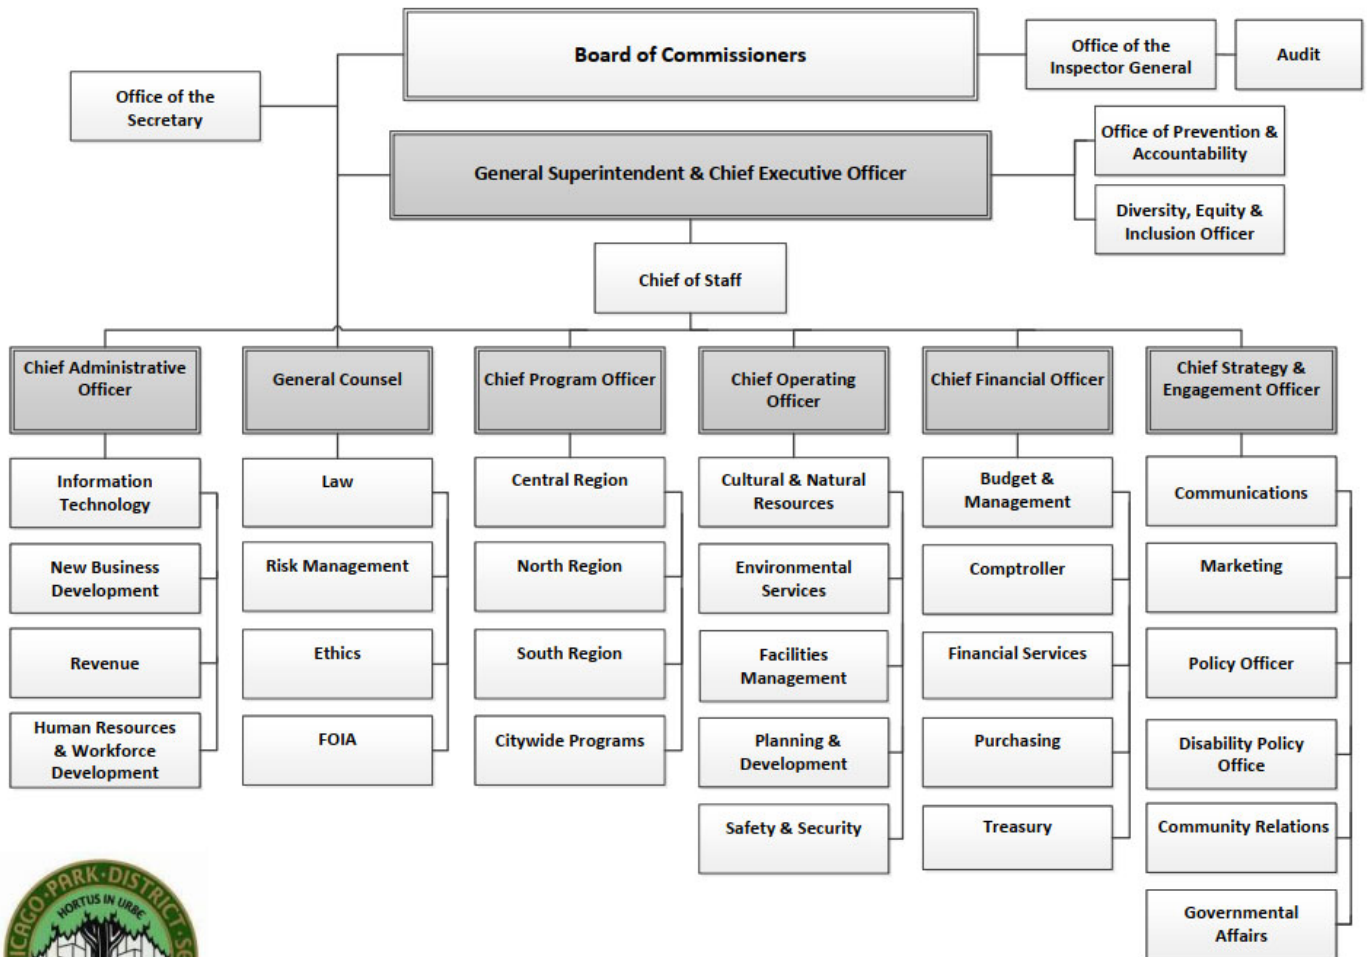 Board of Commissioners
Office of the
Inspector General
Audit
Office of the
Secretary
General Superintendent & Chief Executive Officer
Office of Prevention &
Accountability
Diversity, Equity &
Inclusion Officer
Chief of Staff
Chief Administrative
Officer
General Counsel
Chief Program Officer
Chief Operating
Officer
Chief Financial Officer
Chief Strategy &
Engagement Officer
Information
Technology
New Business
Development
Revenue
Human Resources
& Workforce
Development
Law
Risk Management
Ethics
FOIA
Central Region
North Region
South Region
Citywide Programs
Cultural & Natural
Resources
Environmental
Services
Facilities
Management
Planning &
Development
Safety & Security
Budget &
Management
Comptroller
Financial Services
Purchasing
Treasury
Communications
Marketing
Policy Officer
Disability Policy
Office
Community Relations
Governmental
Affairs
PARK · DISTRICT
HORTUS IN URBE